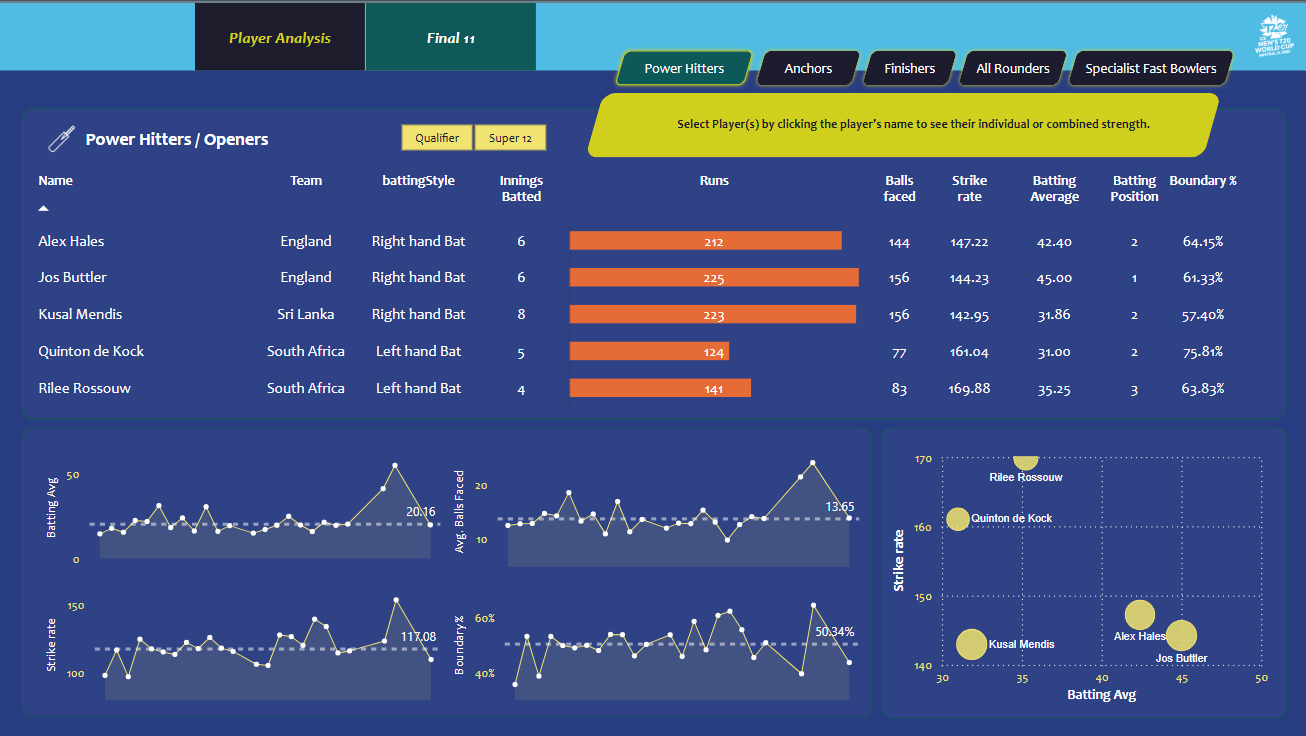 Player Analysis
Final 11
T20
MEN'S T20
WORLD CUP
Power Hitters
Anchors
Finishers
All Rounders
Specialist Fast Bowlers
Select Player(s) by clicking the player's name to see their individual or combined strength.
Power Hitters / Openers
Qualifier
Super 12
Name Team battingStyle Innings Batted Runs Balls faced Strike rate Batting Average Batting Position Boundary %
Alex Hales England Right hand Bat 6 212 144 147.22 42.40 2 64.15%
Jos Buttler England Right hand Bat 6 225 156 144.23 45.00 1 61.33%
Kusal Mendis Sri Lanka Right hand Bat 8 223 156 142.95 31.86 2 57.40%
Quinton de Kock South Africa Left hand Bat 5 124 77 161.04 31.00 2 75.81%
Rilee Rossouw South Africa Left hand Bat 4 141 83 169.88 35.25 3 63.83%
Batting Avg
50
0
20.16
Avg. Balls Faced
20
10
13.65
Strike rate
150
100
117.08
Boundary%
60%
40%
50.34%
Strike rate
170
160
150
140
Rilee Rossouw
Quinton de Kock
Alex Hales
Kusal Mendis
Jos Buttler
30 35 40 45 50
Batting Avg